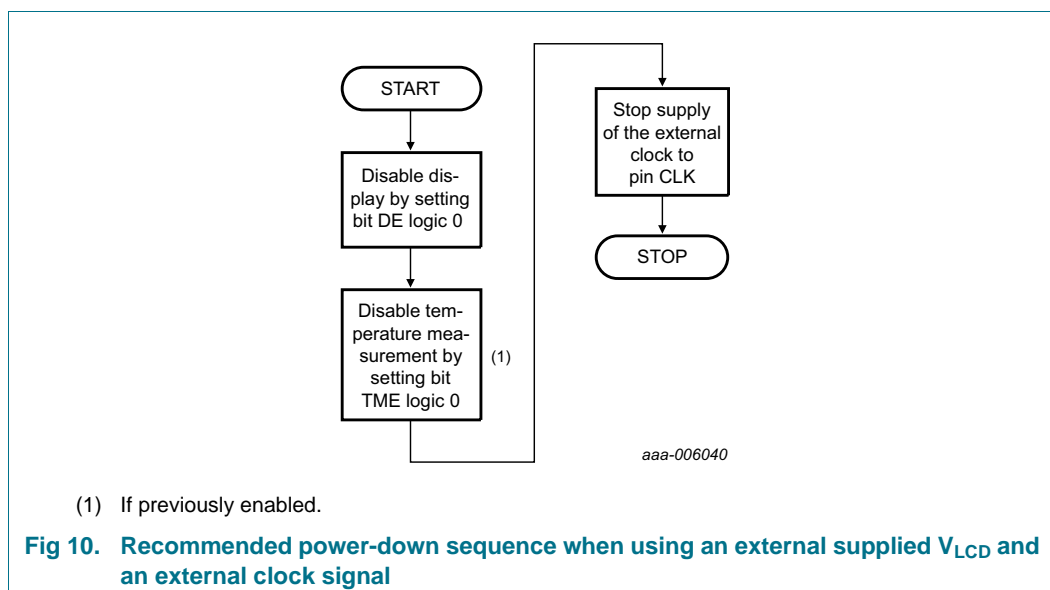 START
Disable dis-
play by setting
bit DE logic 0
Disable tem-
perature mea-
surement by
setting bit
TME logic 0
(1)
Stop supply
of the external
clock to
pin CLK
STOP
aaa-006040
(1) If previously enabled.
Fig 10. Recommended power-down sequence when using an external supplied VLCD and
an external clock signal